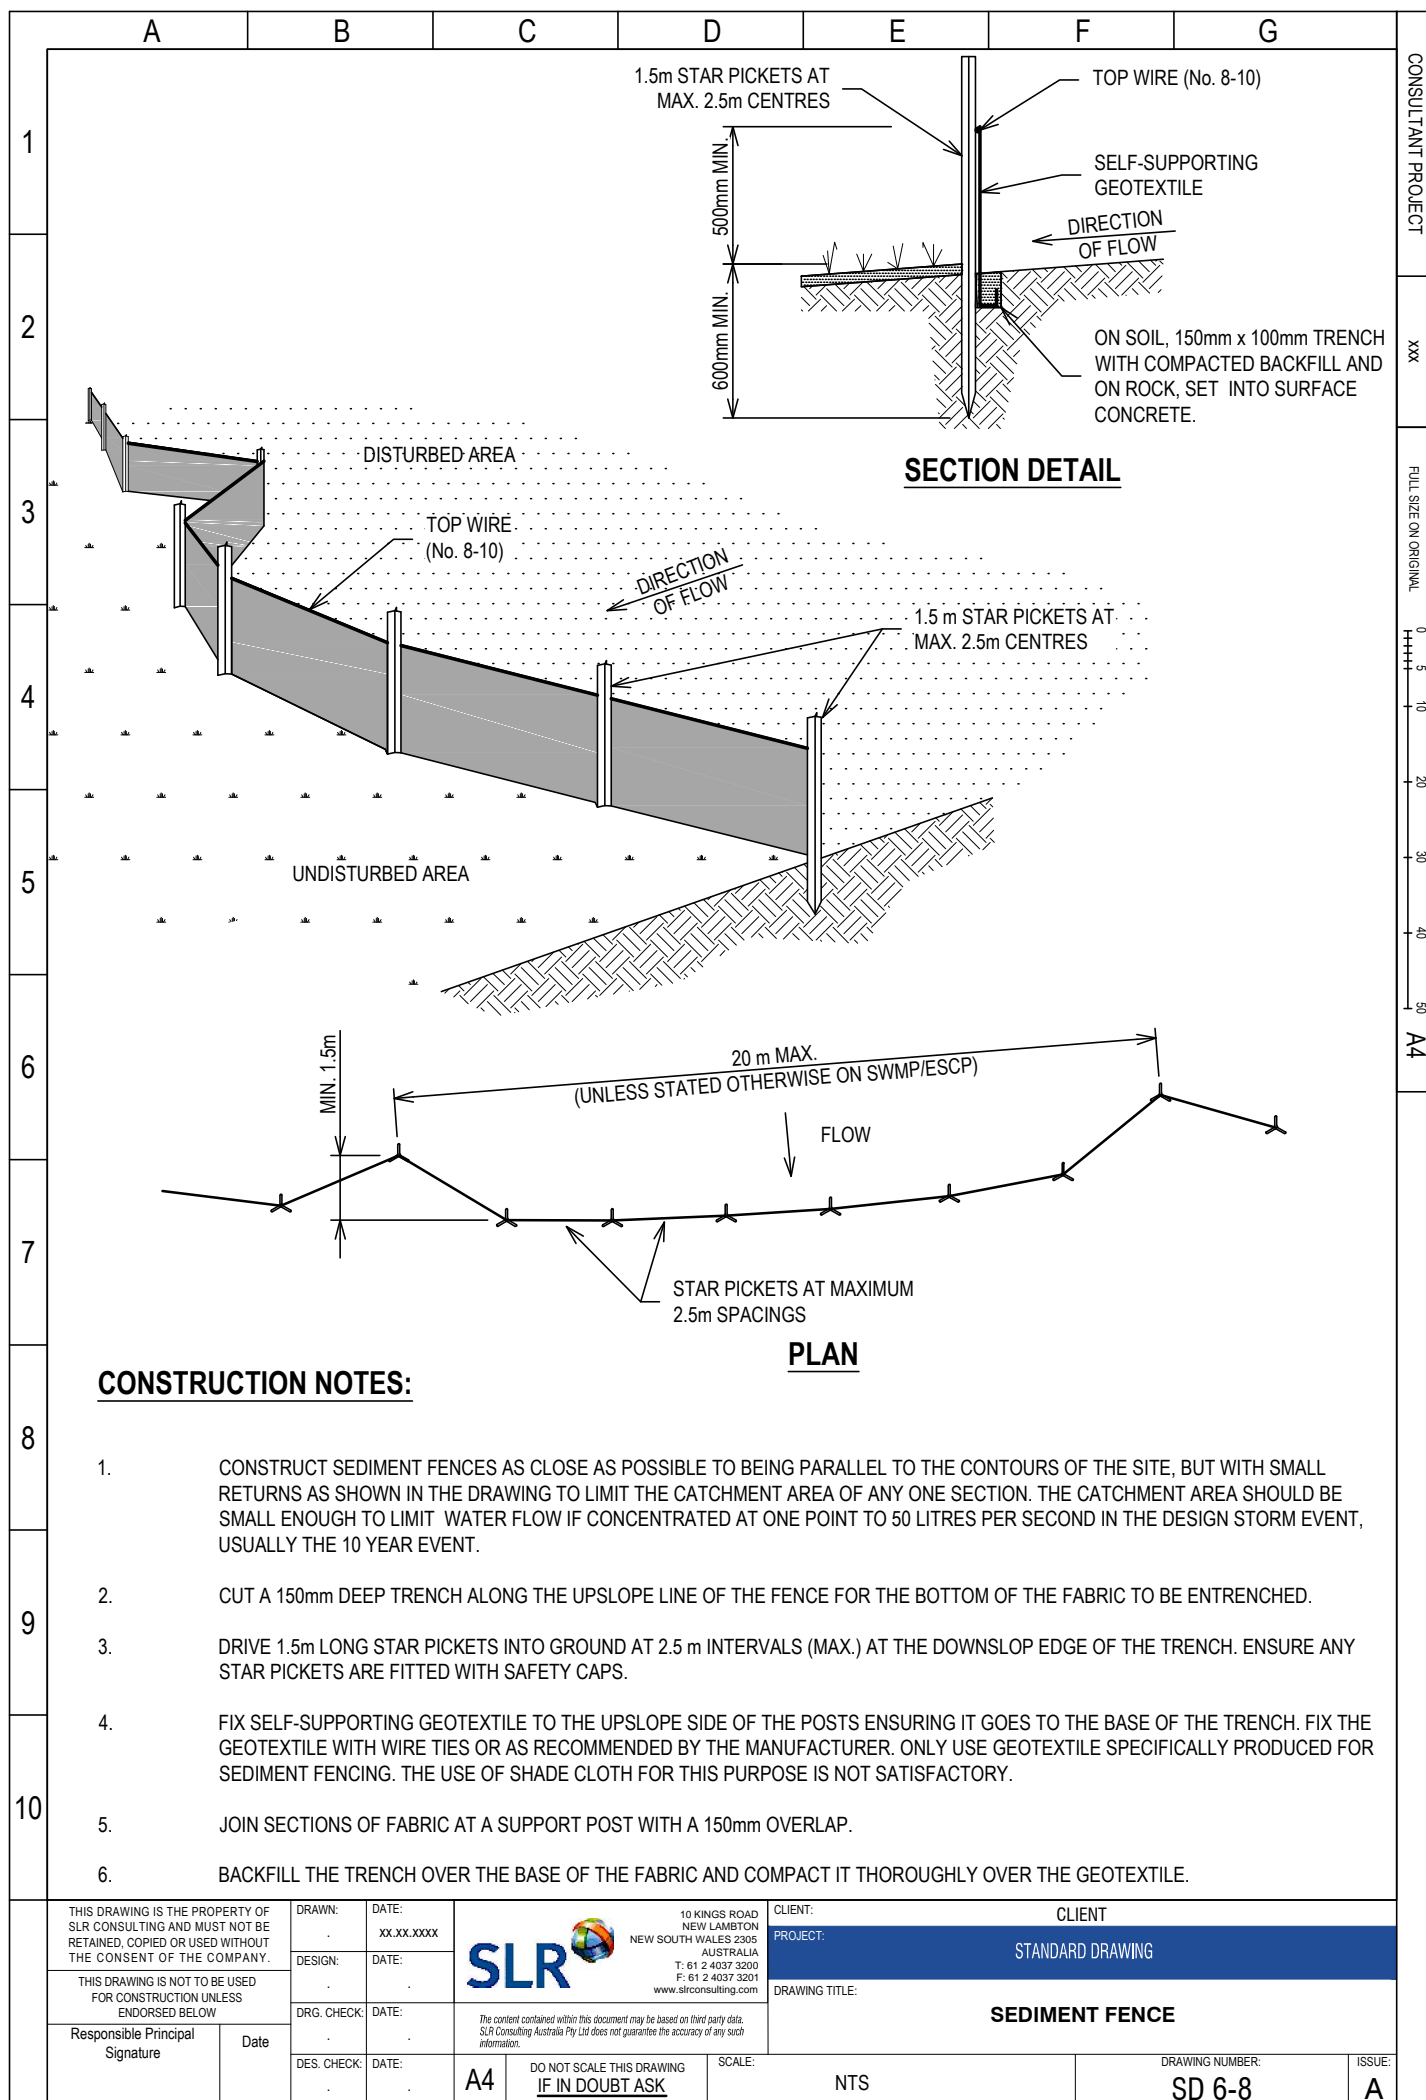 A B C D E F G
1
2
3
4
5
6
7
8
9
10
CONSULTANT PROJECT
XXX
FULL SIZE ON ORIGINAL
0 5 10 20 30 40 50
A4
1.5m STAR PICKETS AT
MAX. 2.5m CENTRES
TOP WIRE (No. 8-10)
SELF-SUPPORTING
GEOTEXTILE
DIRECTION
OF FLOW
500mm MIN.
600mm MIN.
ON SOIL, 150mm x 100mm TRENCH
WITH COMPACTED BACKFILL AND
ON ROCK, SET INTO SURFACE
CONCRETE.
SECTION DETAIL
DISTURBED AREA
TOP WIRE
(No. 8-10)
DIRECTION
OF FLOW
1.5 m STAR PICKETS AT
MAX. 2.5m CENTRES
UNDISTURBED AREA
MIN. 1.5m
20 m MAX.
(UNLESS STATED OTHERWISE ON SWMP/ESCP)
FLOW
STAR PICKETS AT MAXIMUM
2.5m SPACINGS
PLAN
CONSTRUCTION NOTES:
1. CONSTRUCT SEDIMENT FENCES AS CLOSE AS POSSIBLE TO BEING PARALLEL TO THE CONTOURS OF THE SITE, BUT WITH SMALL
RETURNS AS SHOWN IN THE DRAWING TO LIMIT THE CATCHMENT AREA OF ANY ONE SECTION. THE CATCHMENT AREA SHOULD BE
SMALL ENOUGH TO LIMIT WATER FLOW IF CONCENTRATED AT ONE POINT TO 50 LITRES PER SECOND IN THE DESIGN STORM EVENT,
USUALLY THE 10 YEAR EVENT.
2. CUT A 150mm DEEP TRENCH ALONG THE UPSLOPE LINE OF THE FENCE FOR THE BOTTOM OF THE FABRIC TO BE ENTRENCHED.
3. DRIVE 1.5m LONG STAR PICKETS INTO GROUND AT 2.5 m INTERVALS (MAX.) AT THE DOWNSLOP EDGE OF THE TRENCH. ENSURE ANY
STAR PICKETS ARE FITTED WITH SAFETY CAPS.
4. FIX SELF-SUPPORTING GEOTEXTILE TO THE UPSLOPE SIDE OF THE POSTS ENSURING IT GOES TO THE BASE OF THE TRENCH. FIX THE
GEOTEXTILE WITH WIRE TIES OR AS RECOMMENDED BY THE MANUFACTURER. ONLY USE GEOTEXTILE SPECIFICALLY PRODUCED FOR
SEDIMENT FENCING. THE USE OF SHADE CLOTH FOR THIS PURPOSE IS NOT SATISFACTORY.
5. JOIN SECTIONS OF FABRIC AT A SUPPORT POST WITH A 150mm OVERLAP.
6. BACKFILL THE TRENCH OVER THE BASE OF THE FABRIC AND COMPACT IT THOROUGHLY OVER THE GEOTEXTILE.
THIS DRAWING IS THE PROPERTY OF
SLR CONSULTING AND MUST NOT BE
RETAINED, COPIED OR USED WITHOUT
THE CONSENT OF THE COMPANY.
THIS DRAWING IS NOT TO BE USED
FOR CONSTRUCTION UNLESS
ENDORSED BELOW
Responsible Principal
Signature
Date
DRAWN: DATE:
. XX.XX.XXXX
DESIGN: DATE:
. .
DRG. CHECK: DATE:
. .
DES. CHECK: DATE:
. .
SLR
10 KINGS ROAD
NEW LAMBTON
NEW SOUTH WALES 2305
AUSTRALIA
T: 61 2 4037 3200
F: 61 2 4037 3201
www.slrconsulting.com
The content contained within this document may be based on third party data.
SLR Consulting Australia Pty Ltd does not guarantee the accuracy of any such
information.
A4
DO NOT SCALE THIS DRAWING
IF IN DOUBT ASK
CLIENT:
CLIENT
PROJECT:
STANDARD DRAWING
DRAWING TITLE:
SEDIMENT FENCE
SCALE:
NTS
DRAWING NUMBER:
SD 6-8
ISSUE:
A